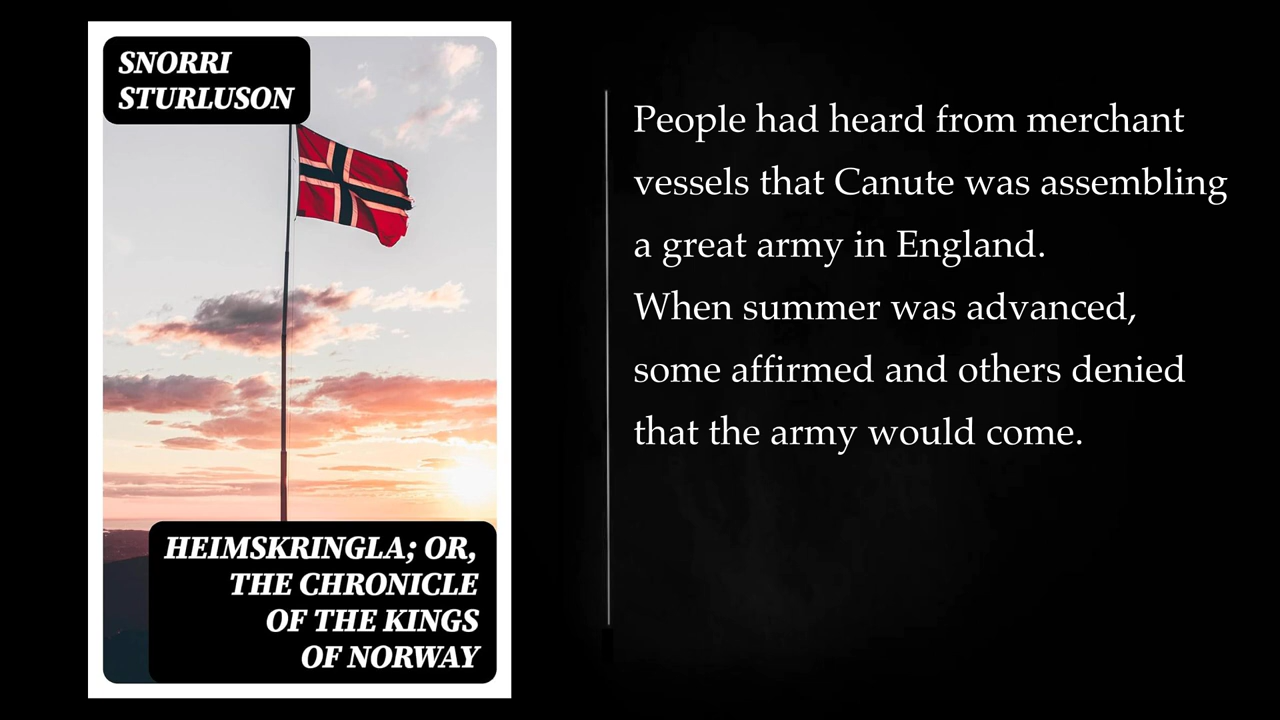 SNORRI
STURLUSON
HEIMSKRINGLA; OR,
THE CHRONICLE
OF THE KINGS
OF NORWAY
People had heard from merchant
vessels that Canute was assembling
a great army in England.
When summer was advanced,
some affirmed and others denied
that the army would come.